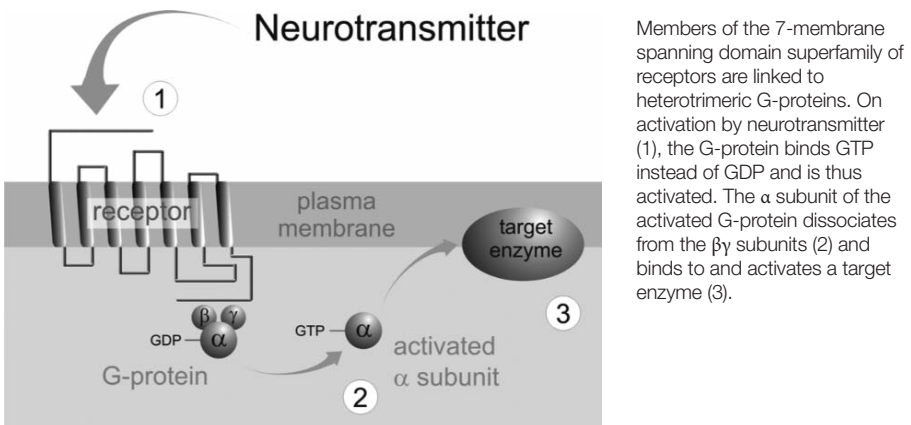 Neurotransmitter
1
receptor
plasma
membrane
target
enzyme
3
β γ
GDP α
G-protein
GTP α
activated
α subunit
2
Members of the 7-membrane
spanning domain superfamily of
receptors are linked to
heterotrimeric G-proteins. On
activation by neurotransmitter
(1), the G-protein binds GTP
instead of GDP and is thus
activated. The α subunit of the
activated G-protein dissociates
from the βγ subunits (2) and
binds to and activates a target
enzyme (3).